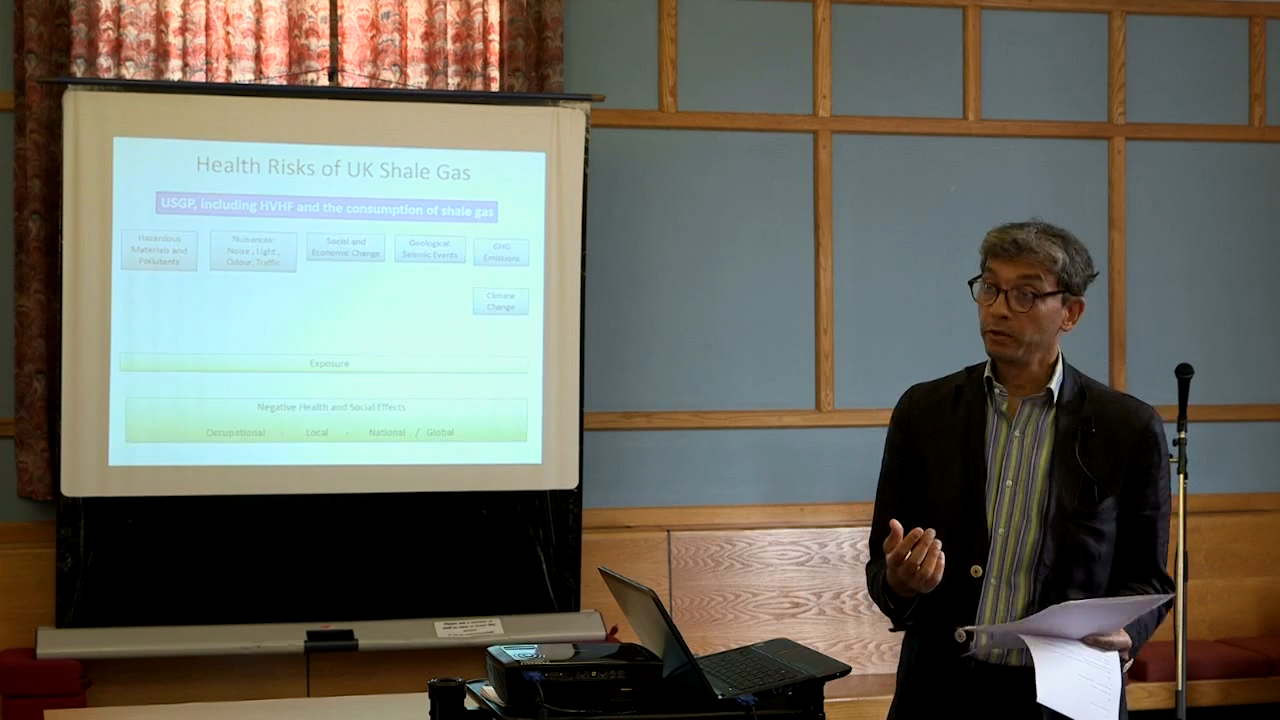 Health Risks of UK Shale Gas
USGP, including HVHF and the consumption of shale gas
Hazardous
Materials and
Pollutants
Nuisances:
Noise, Light,
Odour, Traffic
Social and
Economic Change
Geological:
Seismic Events
GHG
Emissions
Climate
Change
Exposure
Negative Health and Social Effects
Occupational - Local - National / Global